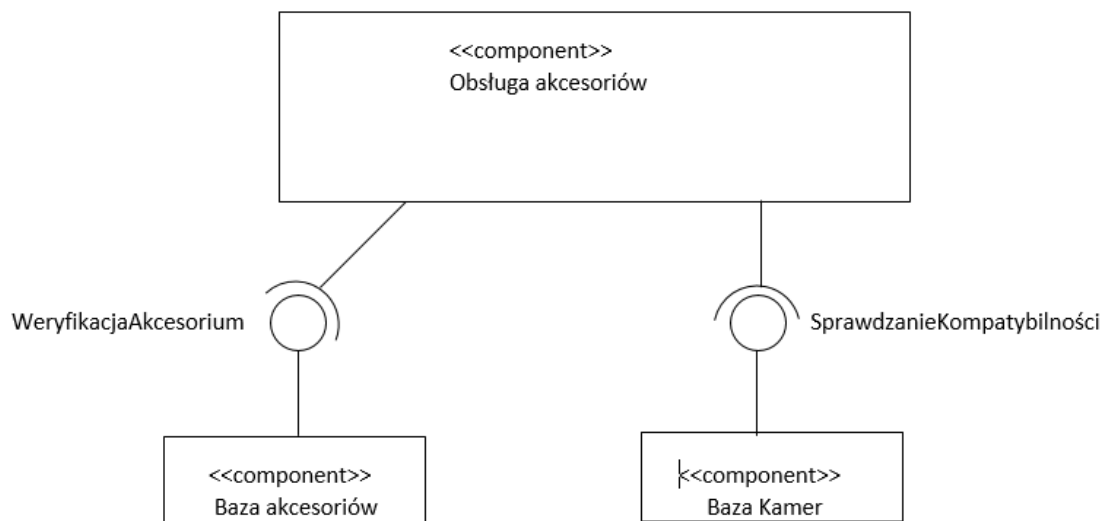 <<component>>
Obsługa akcesoriów
WeryfikacjaAkcesorium
SprawdzanieKompatybilności
<<component>>
Baza akcesoriów
<<component>>
Baza Kamer